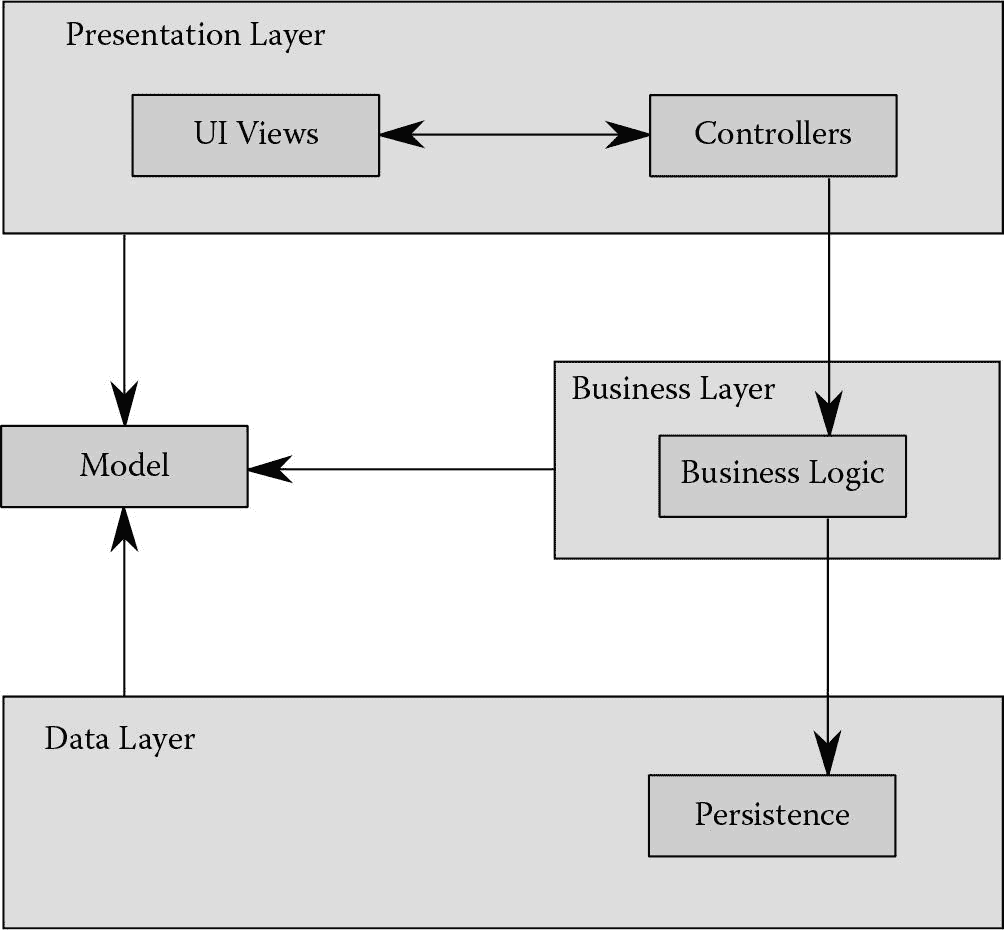 Presentation Layer
UI Views
Controllers
Business Layer
Model
Business Logic
Data Layer
Persistence